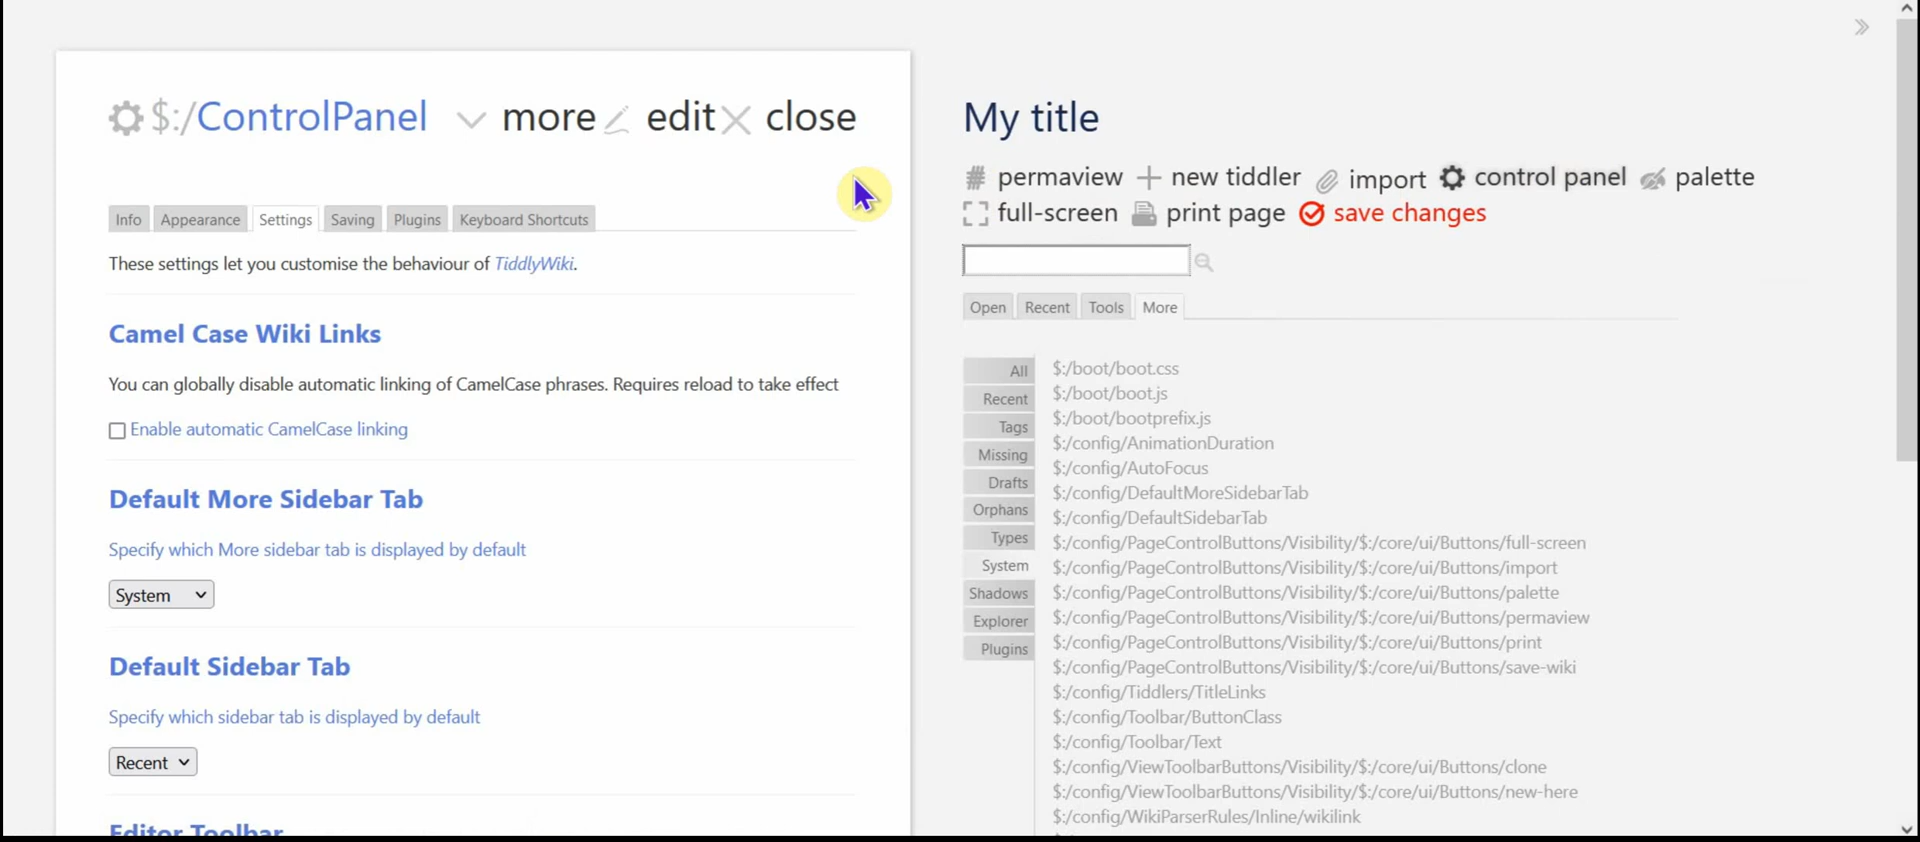 $:/ControlPanel more edit close
Info Appearance Settings Saving Plugins Keyboard Shortcuts
These settings let you customise the behaviour of TiddlyWiki.
Camel Case Wiki Links
You can globally disable automatic linking of CamelCase phrases. Requires reload to take effect
Enable automatic CamelCase linking
Default More Sidebar Tab
Specify which More sidebar tab is displayed by default
System
Default Sidebar Tab
Specify which sidebar tab is displayed by default
Recent
Editor Toolbar
My title
permaview new tiddler import control panel palette
full-screen print page save changes
Open Recent Tools More
All
Recent
Tags
Missing
Drafts
Orphans
Types
System
Shadows
Explorer
Plugins
$:/boot/boot.css
$:/boot/boot.js
$:/boot/bootprefix.js
$:/config/AnimationDuration
$:/config/AutoFocus
$:/config/DefaultMoreSidebarTab
$:/config/DefaultSidebarTab
$:/config/PageControlButtons/Visibility/$:/core/ui/Buttons/full-screen
$:/config/PageControlButtons/Visibility/$:/core/ui/Buttons/import
$:/config/PageControlButtons/Visibility/$:/core/ui/Buttons/palette
$:/config/PageControlButtons/Visibility/$:/core/ui/Buttons/permaview
$:/config/PageControlButtons/Visibility/$:/core/ui/Buttons/print
$:/config/PageControlButtons/Visibility/$:/core/ui/Buttons/save-wiki
$:/config/Tiddlers/TitleLinks
$:/config/Toolbar/ButtonClass
$:/config/Toolbar/Text
$:/config/ViewToolbarButtons/Visibility/$:/core/ui/Buttons/clone
$:/config/ViewToolbarButtons/Visibility/$:/core/ui/Buttons/new-here
$:/config/WikiParserRules/Inline/wikilink